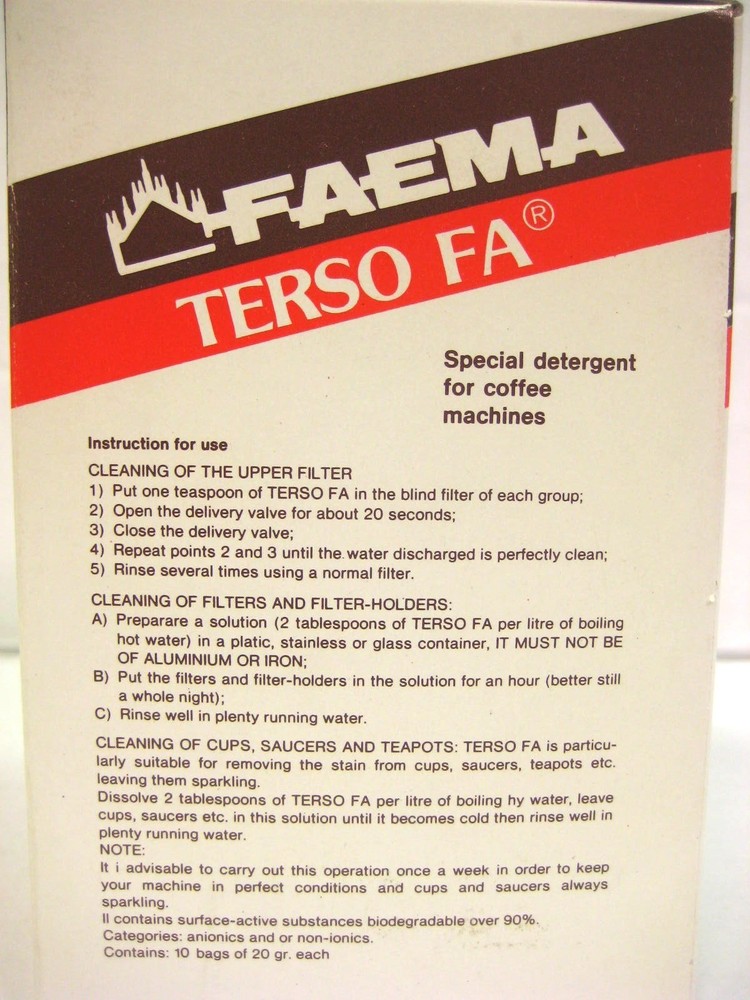 FAEMA
TERSO FA®
Special detergent
for coffee
machines
Instruction for use
CLEANING OF THE UPPER FILTER
1) Put one teaspoon of TERSO FA in the blind filter of each group;
2) Open the delivery valve for about 20 seconds;
3) Close the delivery valve;
4) Repeat points 2 and 3 until the water discharged is perfectly clean;
5) Rinse several times using a normal filter.
CLEANING OF FILTERS AND FILTER-HOLDERS:
A) Preparare a solution (2 tablespoons of TERSO FA per litre of boiling
hot water) in a platic, stainless or glass container, IT MUST NOT BE
OF ALUMINIUM OR IRON;
B) Put the filters and filter-holders in the solution for an hour (better still
a whole night);
C) Rinse well in plenty running water.
CLEANING OF CUPS, SAUCERS AND TEAPOTS: TERSO FA is particu-
larly suitable for removing the stain from cups, saucers, teapots etc.
leaving them sparkling.
Dissolve 2 tablespoons of TERSO FA per litre of boiling hy water, leave
cups, saucers etc. in this solution until it becomes cold then rinse well in
plenty running water.
NOTE:
It i advisable to carry out this operation once a week in order to keep
your machine in perfect conditions and cups and saucers always
sparkling.
Il contains surface-active substances biodegradable over 90%.
Categories: anionics and or non-ionics.
Contains: 10 bags of 20 gr. each